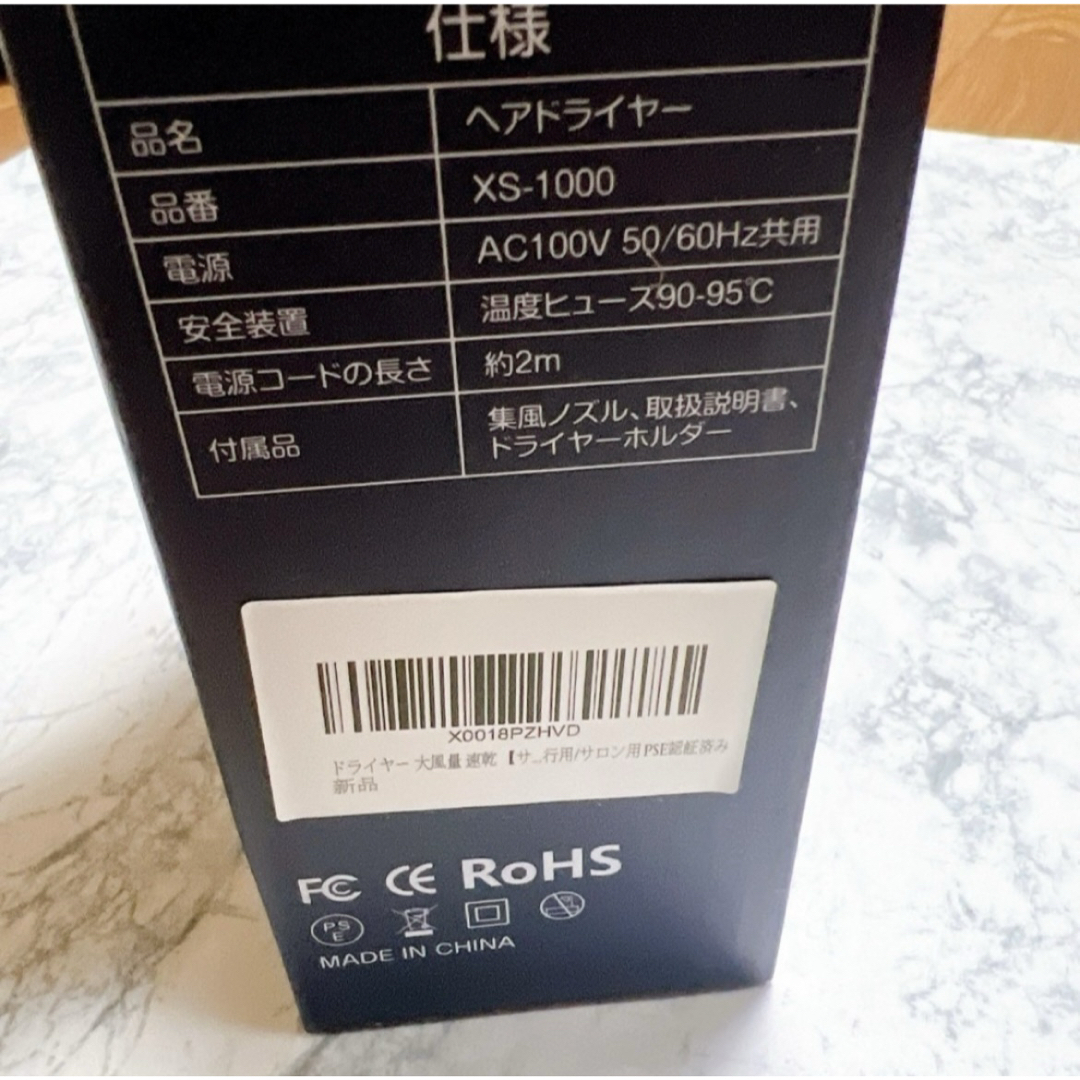 仕様
品名 ヘアドライヤー
品番 XS-1000
電源 AC100V 50/60Hz共用
安全装置 温度ヒューズ90-95℃
電源コードの長さ 約2m
付属品 集風ノズル、取扱説明書、
ドライヤーホルダー
X0018PZHVD
ドライヤー 大風量 速乾 【サ...行用/サロン用 PSE認証済み
新品
FC CE RoHS
PS
E
MADE IN CHINA